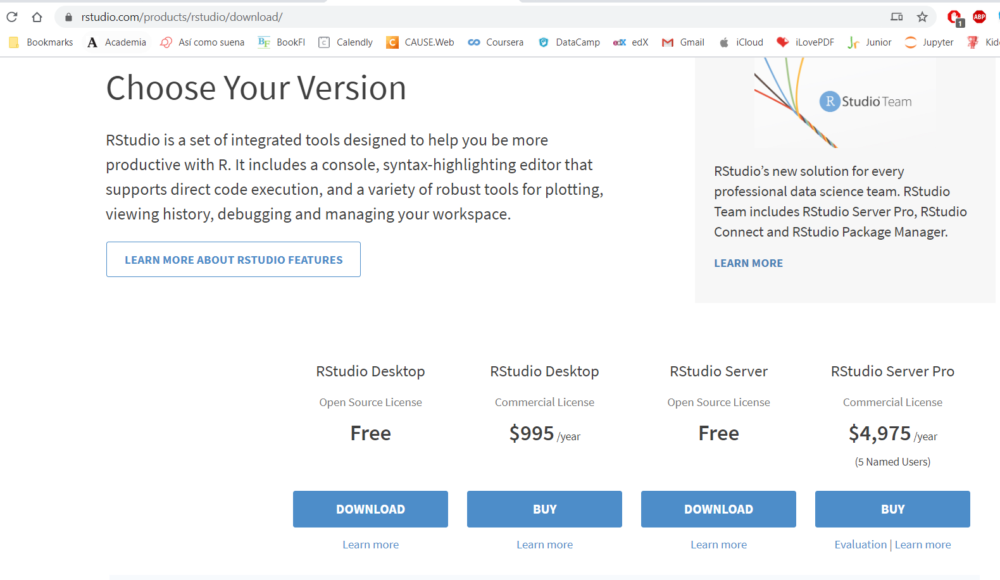 rstudio.com/products/rstudio/download/
1
ABP
Bookmarks
A Academia
Así como suena
BF BookFI
C Calendly
C CAUSE.Web
Coursera
DataCamp
edX edX
Gmail
iCloud
iLovePDF
Jr Junior
Jupyter
Choose Your Version
RStudio is a set of integrated tools designed to help you be more
productive with R. It includes a console, syntax-highlighting editor that
supports direct code execution, and a variety of robust tools for plotting,
viewing history, debugging and managing your workspace.
LEARN MORE ABOUT RSTUDIO FEATURES
R Studio Team
RStudio’s new solution for every
professional data science team. RStudio
Team includes RStudio Server Pro, RStudio
Connect and RStudio Package Manager.
LEARN MORE
RStudio Desktop
Open Source License
Free
DOWNLOAD
Learn more
RStudio Desktop
Commercial License
$995 /year
BUY
Learn more
RStudio Server
Open Source License
Free
DOWNLOAD
Learn more
RStudio Server Pro
Commercial License
$4,975 /year
(5 Named Users)
BUY
Evaluation | Learn more